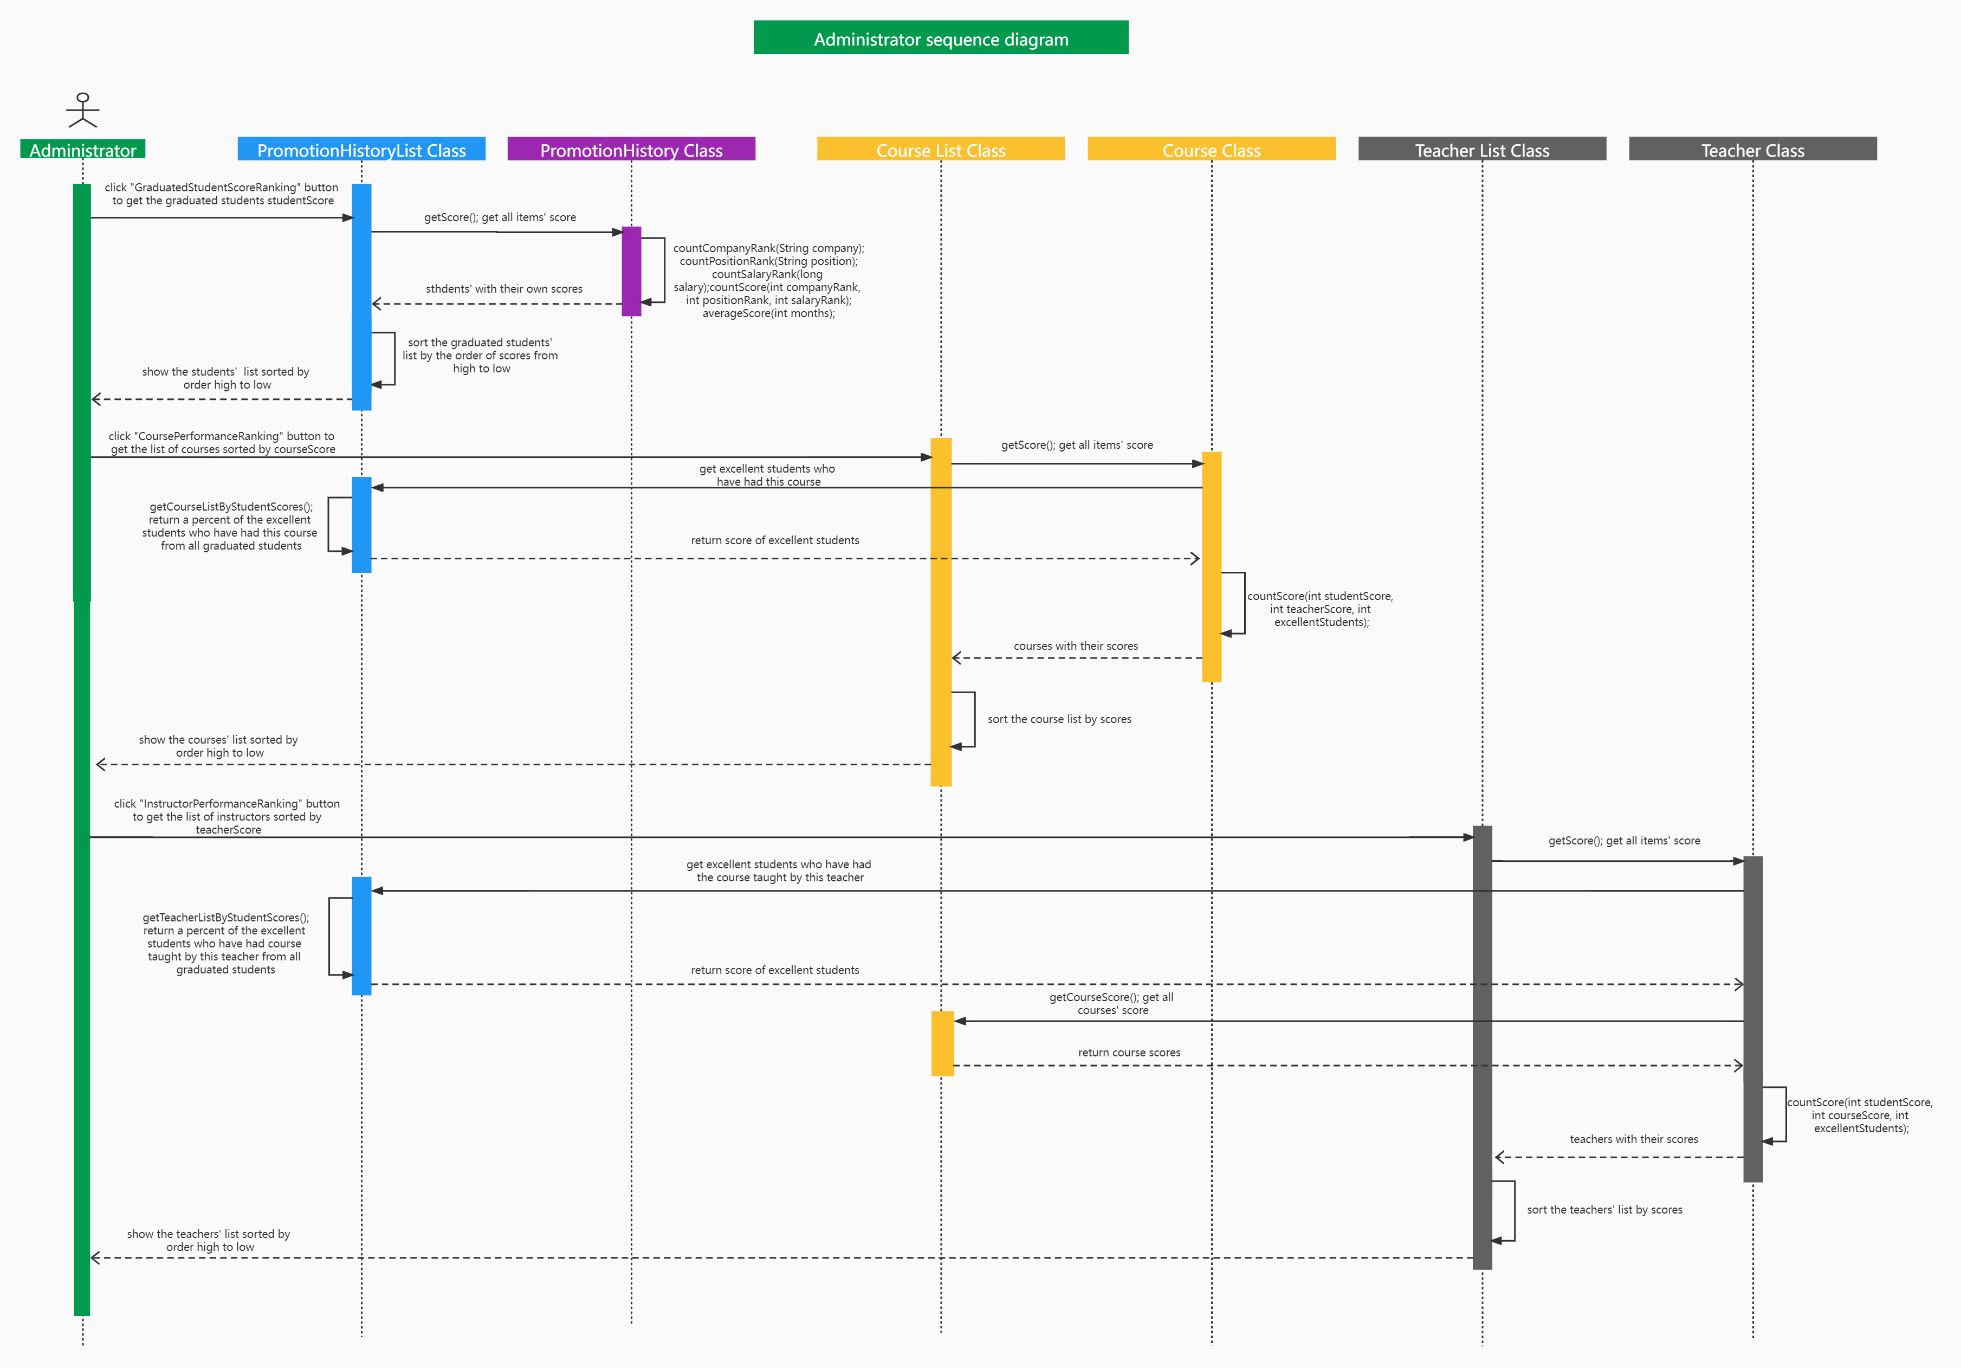 Administrator sequence diagram
Administrator
PromotionHistoryList Class
PromotionHistory Class
Course List Class
Course Class
Teacher List Class
Teacher Class
click "GraduatedStudentScoreRanking" button
to get the graduated students studentScore
getScore(); get all items' score
countCompanyRank(String company);
countPositionRank(String position);
countSalaryRank(long
salary);countScore(int companyRank,
int positionRank, int salaryRank);
averageScore(int months);
sthdents' with their own scores
sort the graduated students'
list by the order of scores from
high to low
show the students' list sorted by
order high to low
click "CoursePerformanceRanking" button to
get the list of courses sorted by courseScore
getScore(); get all items' score
get excellent students who
have had this course
getCourseListByStudentScores();
return a percent of the excellent
students who have had this course
from all graduated students
return score of excellent students
countScore(int studentScore,
int teacherScore, int
excellentStudents);
courses with their scores
sort the course list by scores
show the courses' list sorted by
order high to low
click "InstructorPerformanceRanking" button
to get the list of instructors sorted by
teacherScore
getScore(); get all items' score
get excellent students who have had
the course taught by this teacher
getTeacherListByStudentScores();
return a percent of the excellent
students who have had course
taught by this teacher from all
graduated students
return score of excellent students
getCourseScore(); get all
courses' score
return course scores
countScore(int studentScore,
int courseScore, int
excellentStudents);
teachers with their scores
sort the teachers' list by scores
show the teachers' list sorted by
order high to low